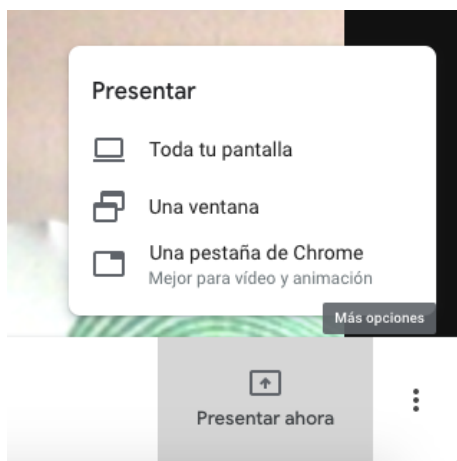 Presentar
Toda tu pantalla
Una ventana
Una pestaña de Chrome
Mejor para vídeo y animación
Más opciones
Presentar ahora